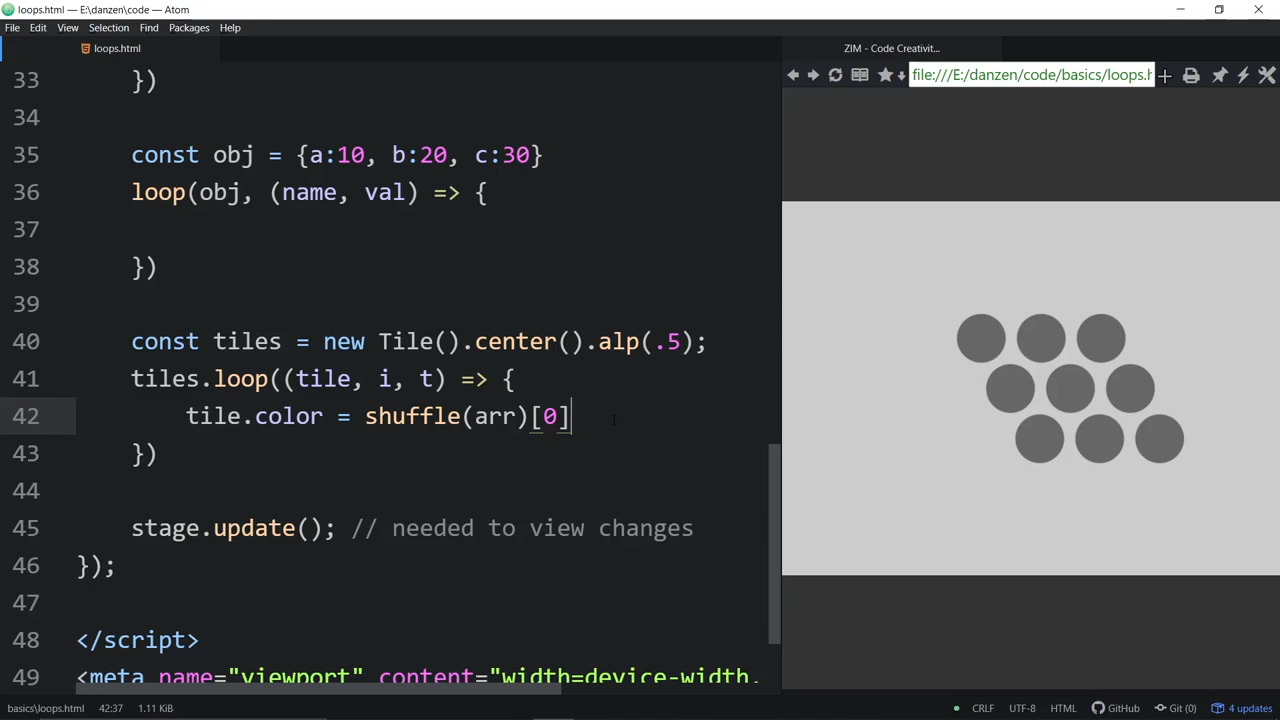 loops.html — E:\danzen\code — Atom
File Edit View Selection Find Packages Help
loops.html
ZIM - Code Creativit...
file:///E:/danzen/code/basics/loops.h
33 })
34
35 const obj = {a:10, b:20, c:30}
36 loop(obj, (name, val) => {
37
38 })
39
40 const tiles = new Tile().center().alp(.5);
41 tiles.loop((tile, i, t) => {
42 tile.color = shuffle(arr)[0]
43 })
44
45 stage.update(); // needed to view changes
46 });
47
48 </script>
49 <meta name="viewport" content="width=device-width,
basics\loops.html 42:37 1.11 KiB
CRLF UTF-8 HTML GitHub Git (0) 4 updates